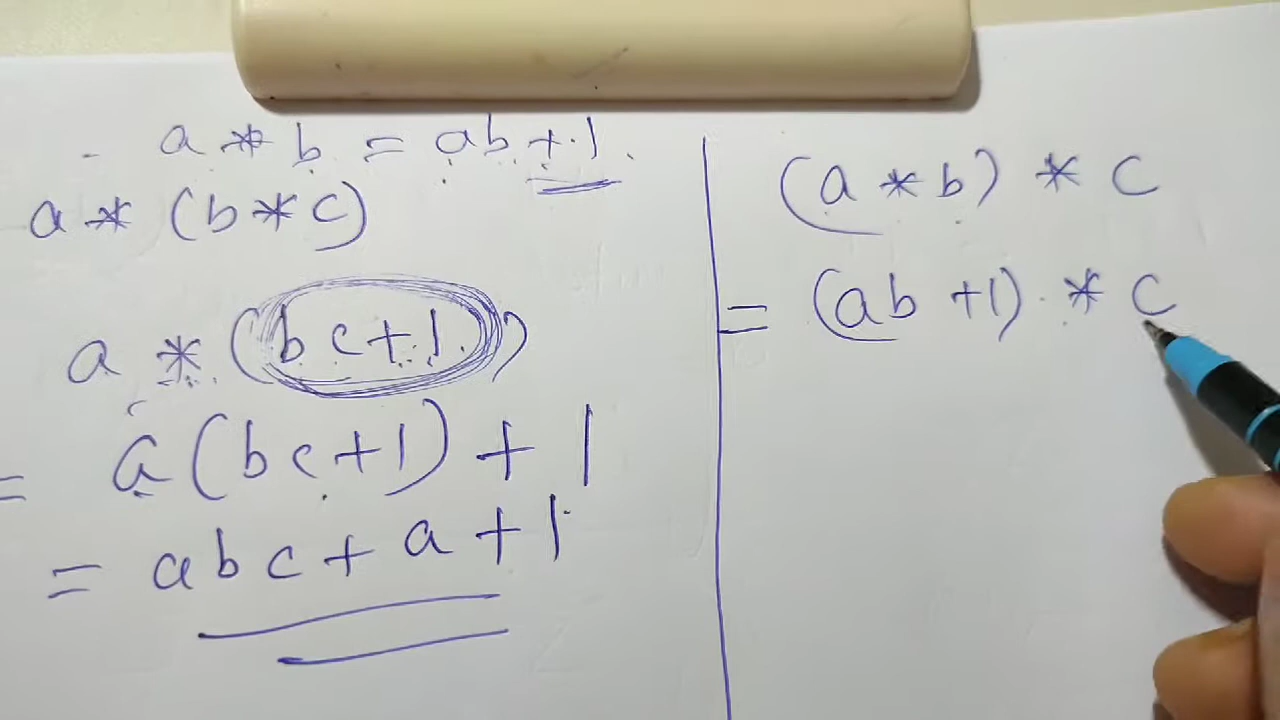 a * b = ab + 1.
a * (b * c)
a * (bc+1)
= a(bc+1) + 1
= abc + a + 1
(a * b) * c
= (ab +1) * c